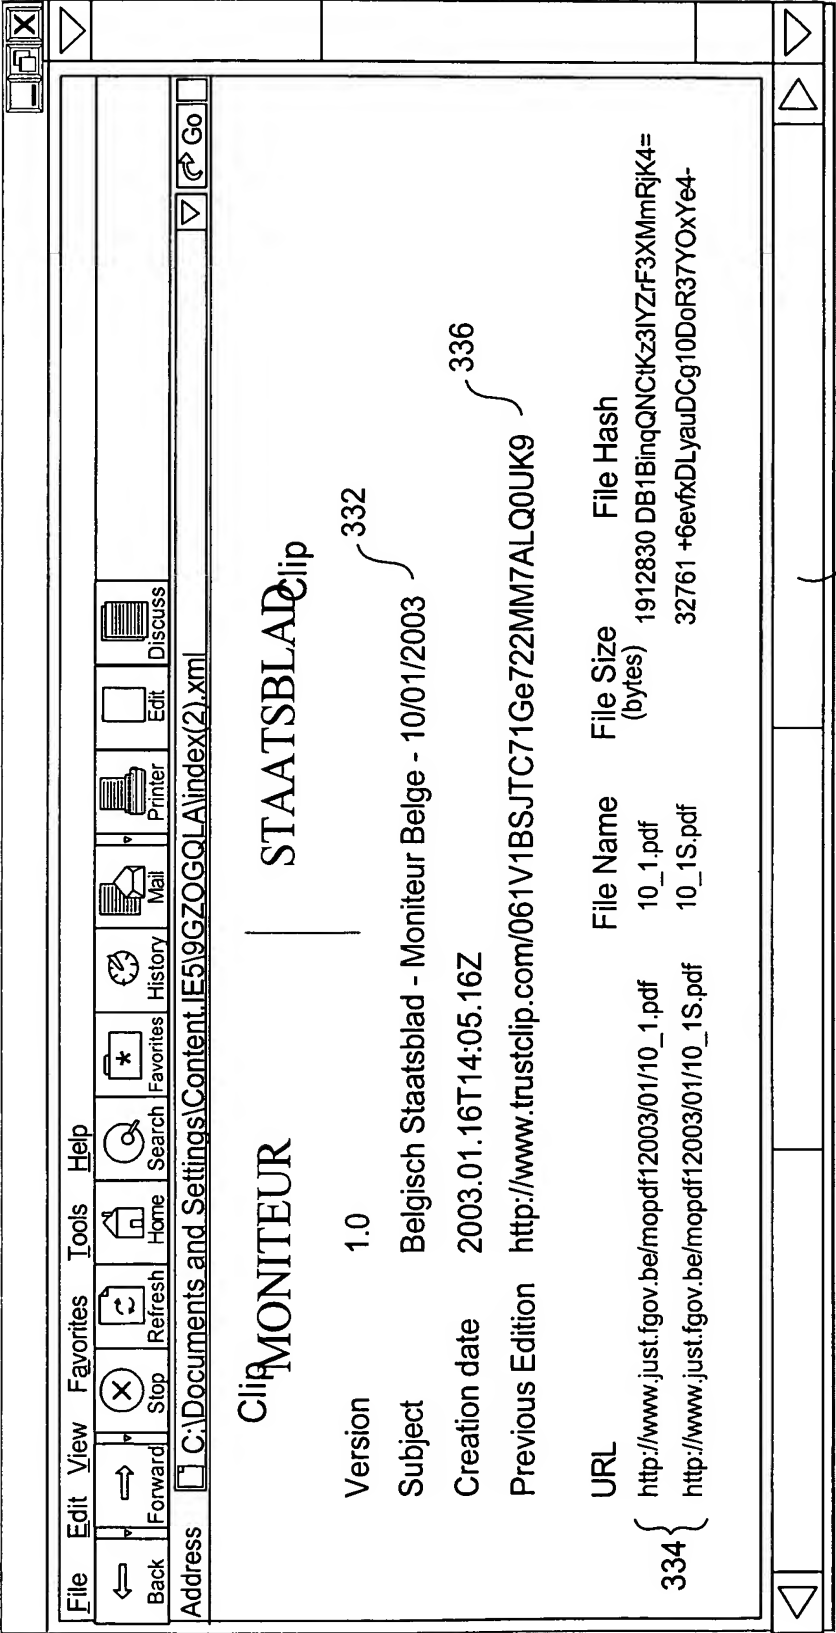 File Edit View Favorites Tools Help
Back Forward Stop Refresh Home Search Favorites History Mail Printer Edit Discuss
Address C:\Documents and Settings\Content.IE5\9GZOGQLA\index(2).xml Go
Clip MONITEUR STAATSBLAD Clip
Version 1.0
332
Subject Belgisch Staatsblad - Moniteur Belge - 10/01/2003
Creation date 2003.01.16T14:05.16Z
336
Previous Edition http://www.trustclip.com/061V1BSJTC71Ge722MM7ALQ0UK9
URL File Name File Size (bytes) File Hash
http://www.just.fgov.be/mopdf12003/01/10_1.pdf 10_1.pdf 1912830 DB1BinqQNCtKz3IYZrF3XMmRjK4=
334
http://www.just.fgov.be/mopdf12003/01/10_1S.pdf 10_1S.pdf 32761 +6evfxDLyauDCg10DoR37YOxYe4-